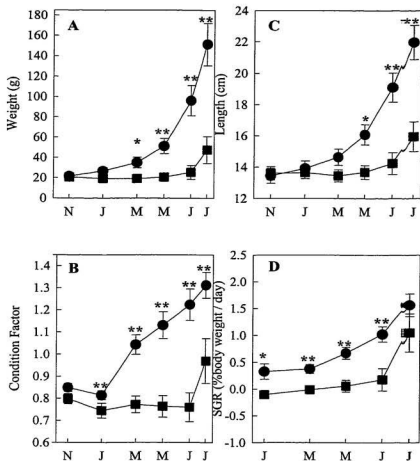 A
Weight (g)
180
160
140
120
100
80
60
40
20
0
* ** ** **
N J M M J J
C
Length (cm)
24
22
20
18
16
14
12
* ** **
N J M M J J
B
Condition Factor
1.4
1.3
1.2
1.1
1.0
0.9
0.8
0.7
0.6
** ** ** ** **
N J M M J J
D
SGR (%body weight / day)
2.5
2.0
1.5
1.0
0.5
0.0
-0.5
-1.0
* ** ** **
J M M J J